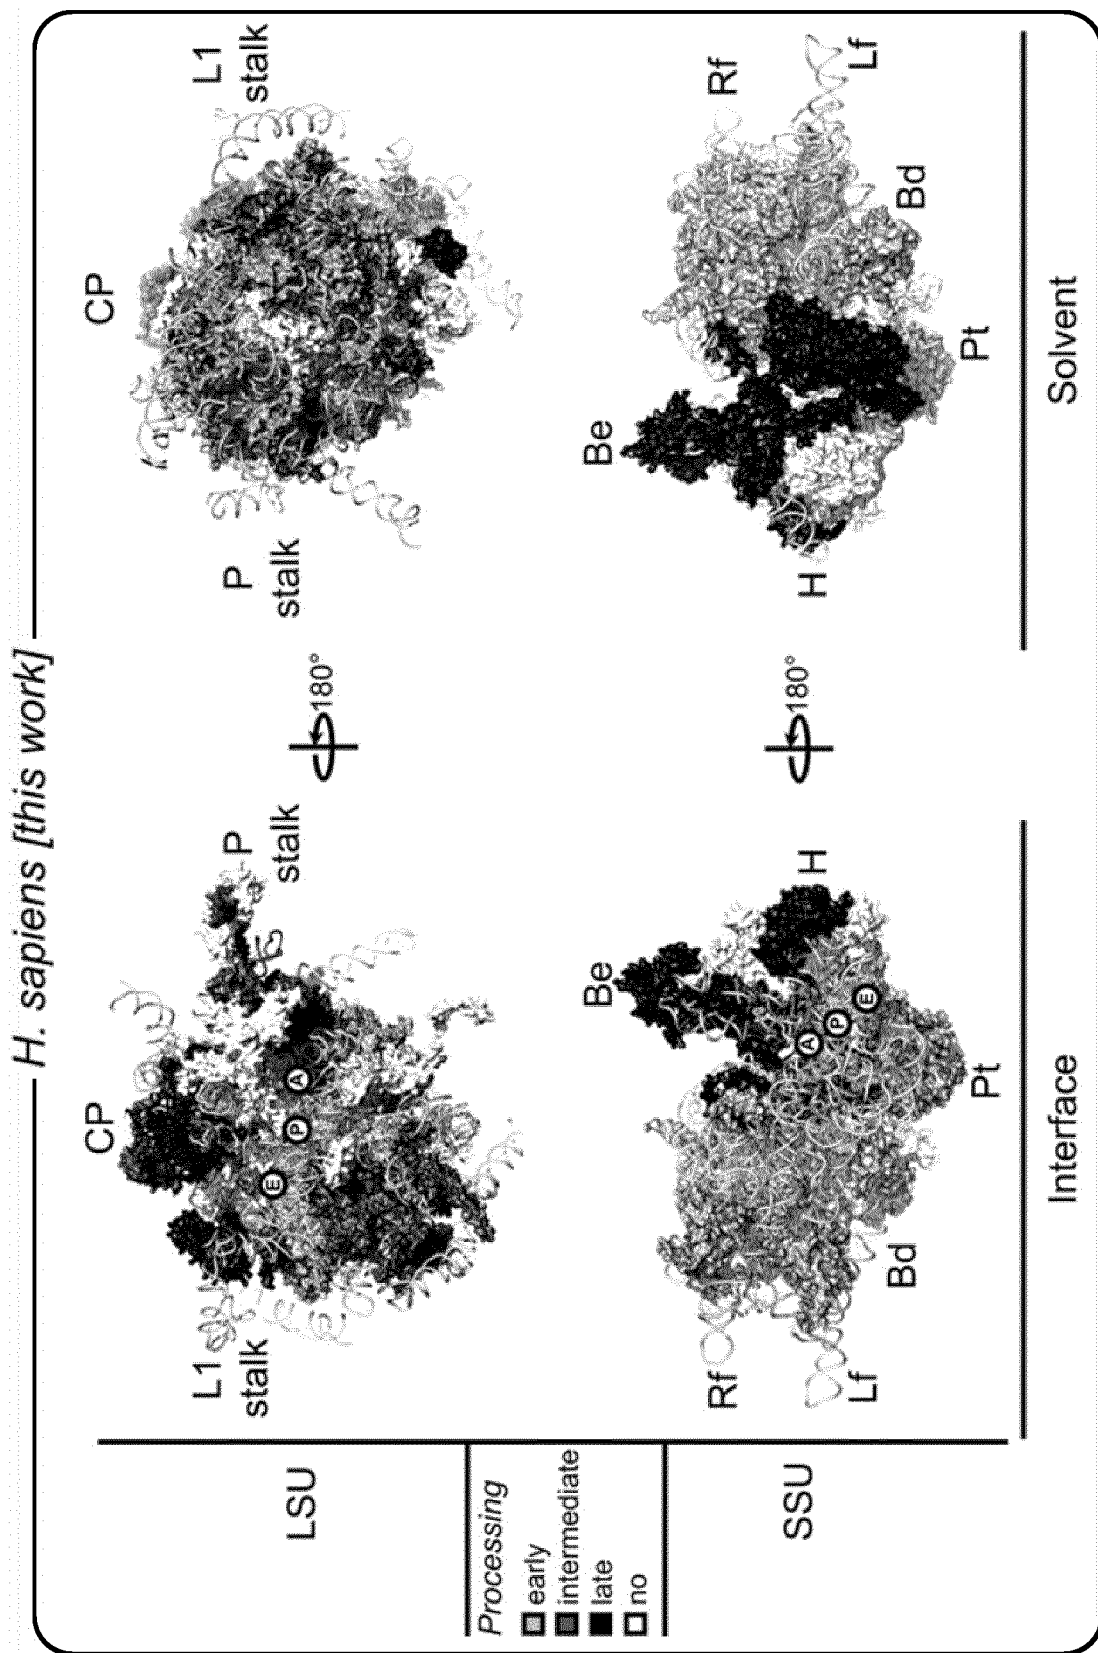 H. sapiens [this work]
LSU
L1
stalk
CP
P
stalk
E
P
A
180°
P
stalk
CP
L1
stalk
Processing
early
intermediate
late
no
SSU
Rf
Lf
Bd
Be
Pt
H
A
P
E
180°
H
Be
Pt
Bd
Rf
Lf
Interface
Solvent